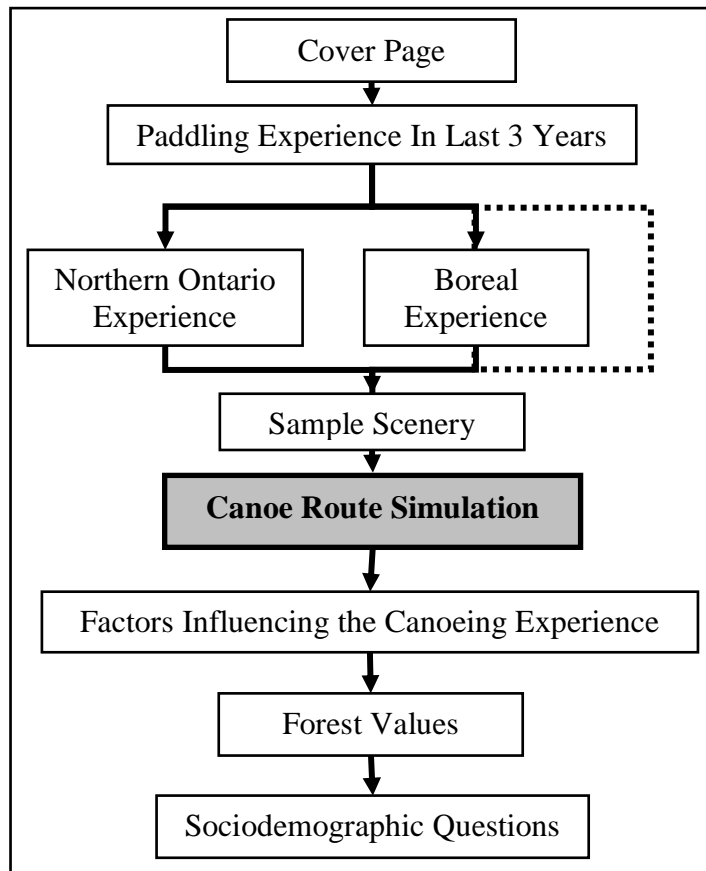 Cover Page
Paddling Experience In Last 3 Years
Northern Ontario
Experience
Boreal
Experience
Sample Scenery
Canoe Route Simulation
Factors Influencing the Canoeing Experience
Forest Values
Sociodemographic Questions